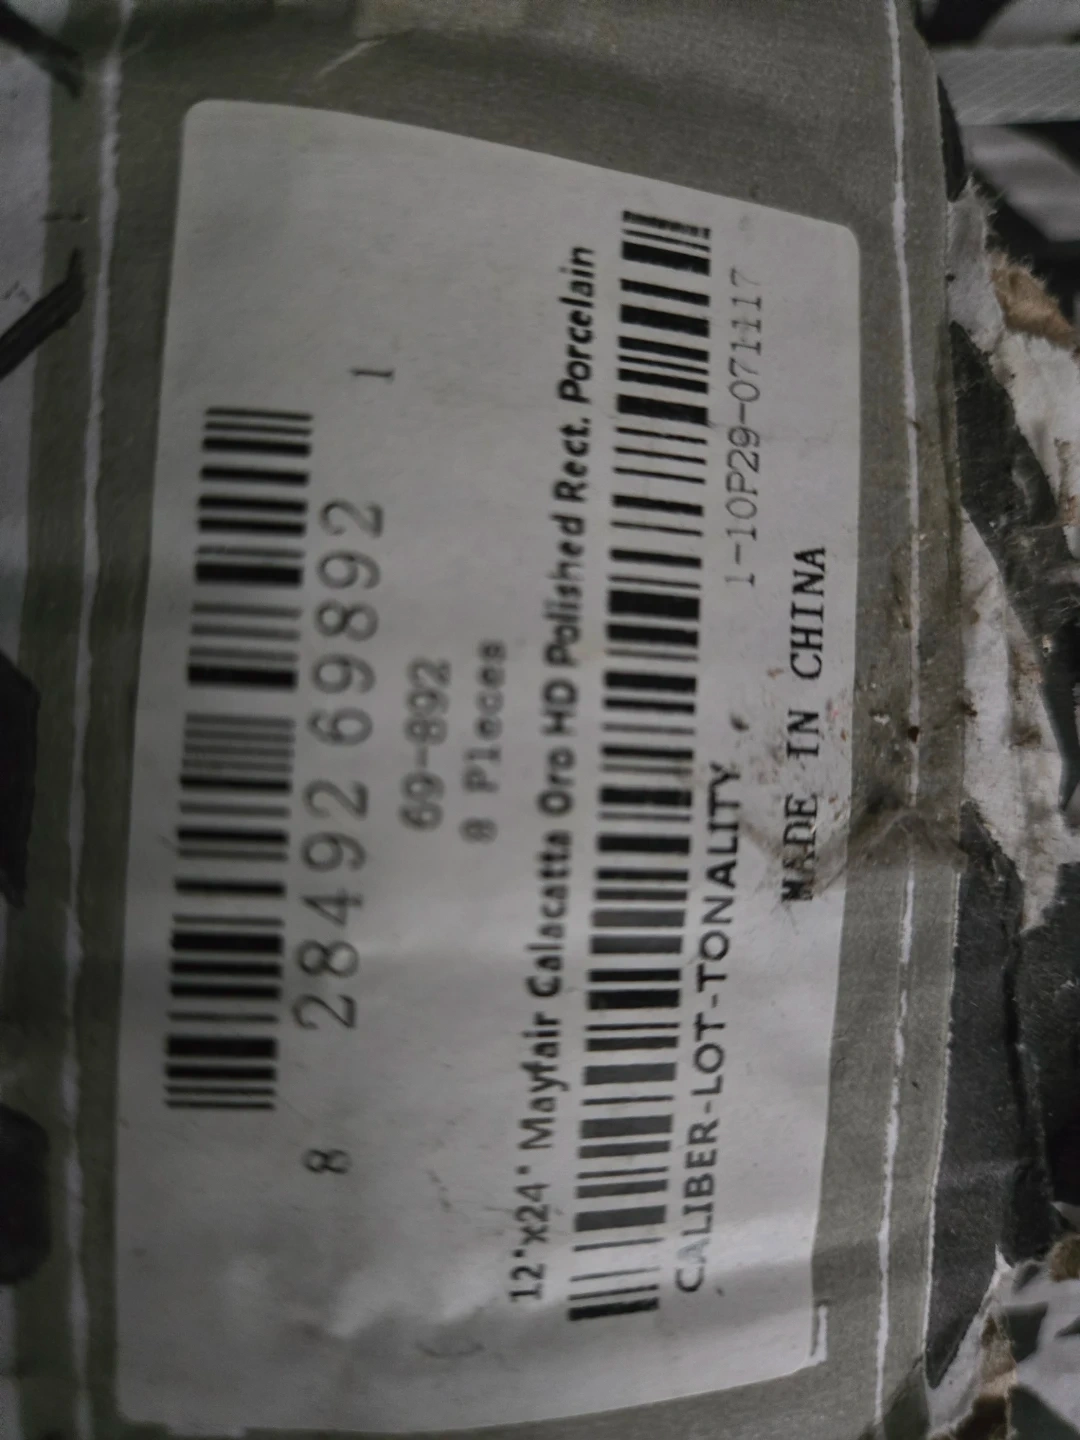 8 28492 69892 1
69-892
8 Pieces
12"x24" Mayfair Calacatta Oro HD Polished Rect. Porcelain
CALIBER-LOT-TONALITY 1-10P29-071117
MADE IN CHINA